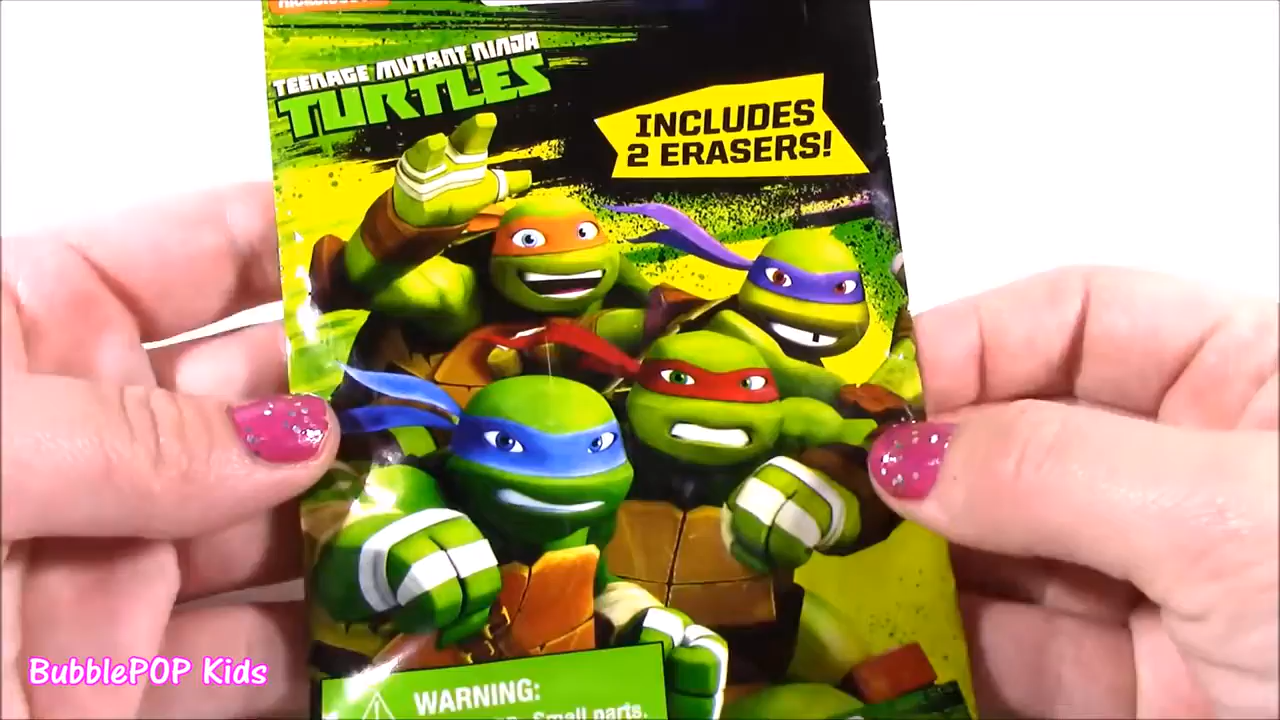 TEENAGE MUTANT NINJA
TURTLES
INCLUDES
2 ERASERS!
WARNING:
Small parts.
BubblePOP Kids